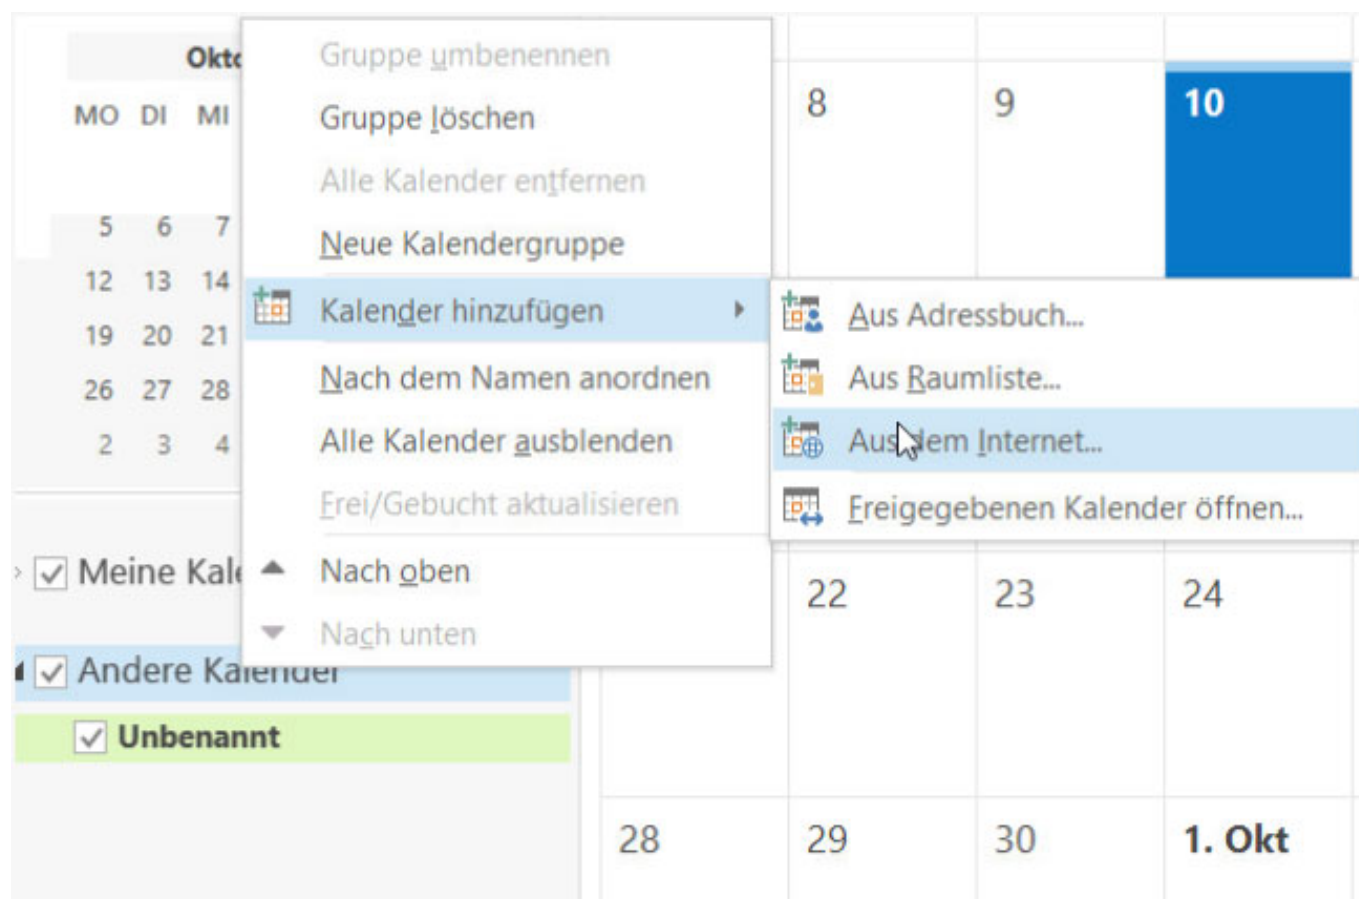 Okto
MO DI MI
5 6 7
12 13 14
19 20 21
26 27 28
2 3 4
Meine Kale
Andere Kalender
Unbenannt
Gruppe umbenennen
Gruppe löschen
Alle Kalender entfernen
Neue Kalendergruppe
Kalender hinzufügen
Nach dem Namen anordnen
Alle Kalender ausblenden
Frei/Gebucht aktualisieren
Nach oben
Nach unten
Aus Adressbuch...
Aus Raumliste...
Aus dem Internet...
Freigegebenen Kalender öffnen...
8 9 10
22 23 24
28 29 30 1. Okt